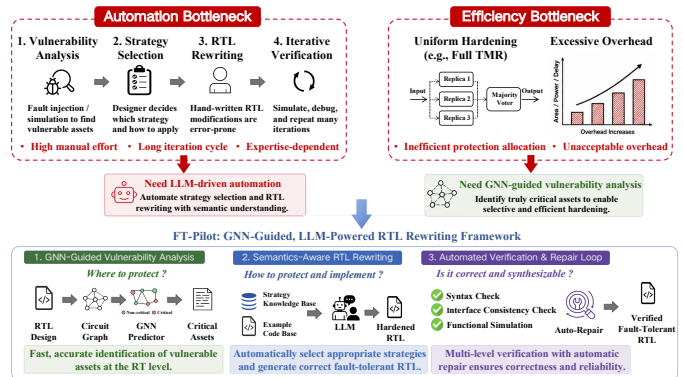 Automation Bottleneck
1. Vulnerability
Analysis
2. Strategy
Selection
3. RTL
Rewriting
4. Iterative
Verification
Fault injection /
simulation to find
vulnerable assets
Designer decides
which strategy
and how to apply
Hand-written RTL
modifications are
error-prone
Simulate, debug,
and repeat many
iterations
• High manual effort
• Long iteration cycle
• Expertise-dependent
Efficiency Bottleneck
Uniform Hardening
(e.g., Full TMR)
Input
Replica 1
Replica 2
Replica 3
Majority
Voter
Output
Excessive Overhead
Area / Power / Delay
Overhead Increases
• Inefficient protection allocation
• Unacceptable overhead
Need LLM-driven automation
Automate strategy selection and RTL
rewriting with semantic understanding.
Need GNN-guided vulnerability analysis
Identify truly critical assets to enable
selective and efficient hardening.
FT-Pilot: GNN-Guided, LLM-Powered RTL Rewriting Framework
1. GNN-Guided Vulnerability Analysis
Where to protect ?
RTL
Design
Circuit
Graph
Non-critical
Critical
GNN
Predictor
Critical
Assets
Fast, accurate identification of vulnerable
assets at the RT level.
2. Semantics-Aware RTL Rewriting
How to protect and implement ?
Strategy
Knowledge Base
Example
Code Base
LLM
Hardened
RTL
Automatically select appropriate strategies
and generate correct fault-tolerant RTL.
3. Automated Verification & Repair Loop
Is it correct and synthesizable ?
Syntax Check
Interface Consistency Check
Functional Simulation
Auto-Repair
Verified
Fault-Tolerant
RTL
Multi-level verification with automatic
repair ensures correctness and reliability.